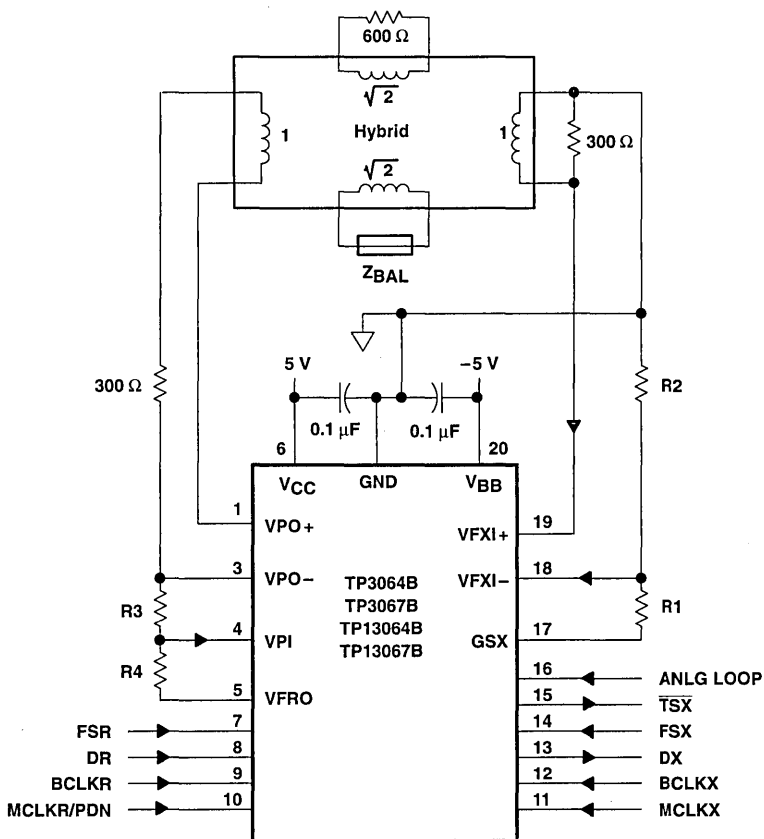 600 Ω
√2
1
Hybrid
1
300 Ω
√2
ZBAL
300 Ω
5 V
−5 V
R2
0.1 µF
0.1 µF
6
20
VCC
GND
VBB
1
VPO+
19
VFXI+
3
VPO−
18
VFXI−
TP3064B
TP3067B
TP13064B
TP13067B
R3
R1
4
VPI
17
GSX
R4
5
VFRO
16
ANLG LOOP
15
TSX
FSR
7
14
FSX
DR
8
13
DX
BCLKR
9
12
BCLKX
MCLKR/PDN
10
11
MCLKX